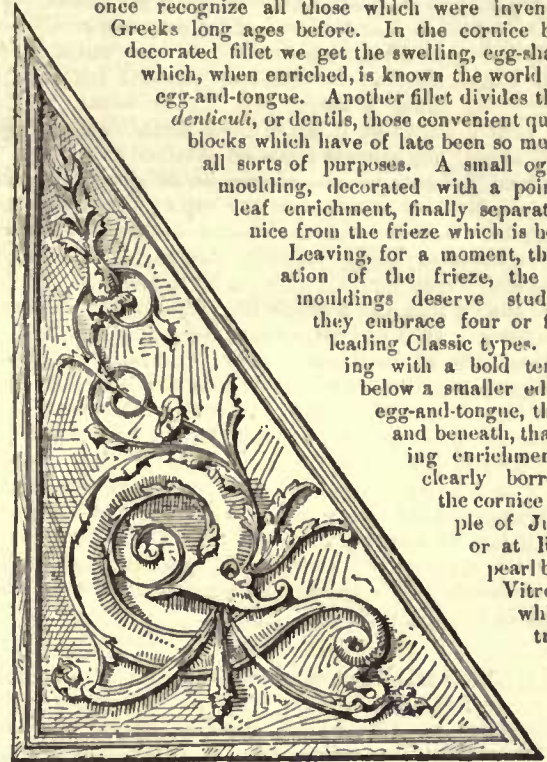 once recognize all those which were inven
Greeks long ages before. In the cornice b
decorated fillet we get the swelling, egg-sha
which, when enriched, is known the world
egg-and-tongue. Another fillet divides th
denticuli, or dentils, those convenient qu
blocks which have of late been so mu
all sorts of purposes. A small og
moulding, decorated with a poin
leaf enrichment, finally separat
nice from the frieze which is be
Leaving, for a moment, th
ation of the frieze, the
mouldings deserve stud
they embrace four or f
leading Classic types.
ing with a bold ter
below a smaller ed
egg-and-tongue, th
and beneath, tha
ing enrichmen
clearly borr
the cornice
ple of Ju
or at li
pearl b
Vitr
wh
tr